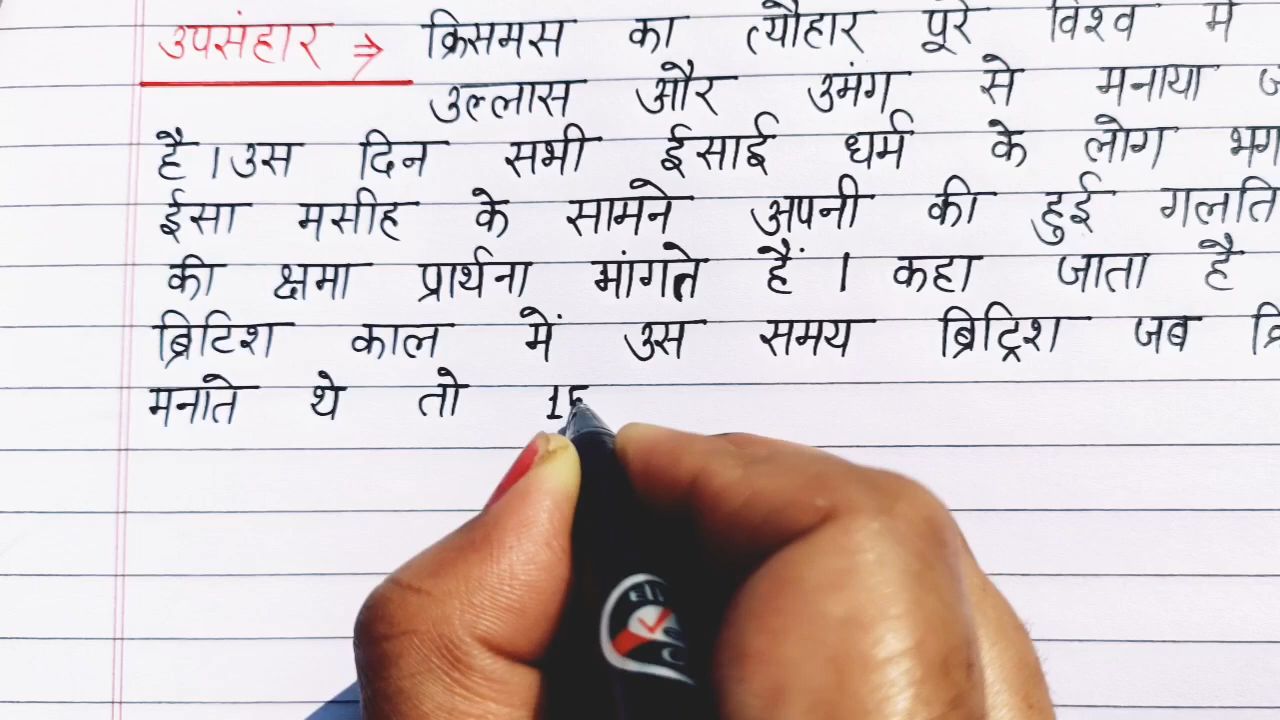 उपसंहार ⇒ क्रिसमस का त्यौहार पूरे विश्व में
उल्लास और उमंग से मनाया
है। उस दिन सभी ईसाई धर्म के लोग
ईसा मसीह के सामने अपनी की हुई
की क्षमा प्रार्थना मांगते हैं। कहा जाता है
ब्रिटिश काल में उस समय ब्रिट्रिश जब
मनाते थे तो